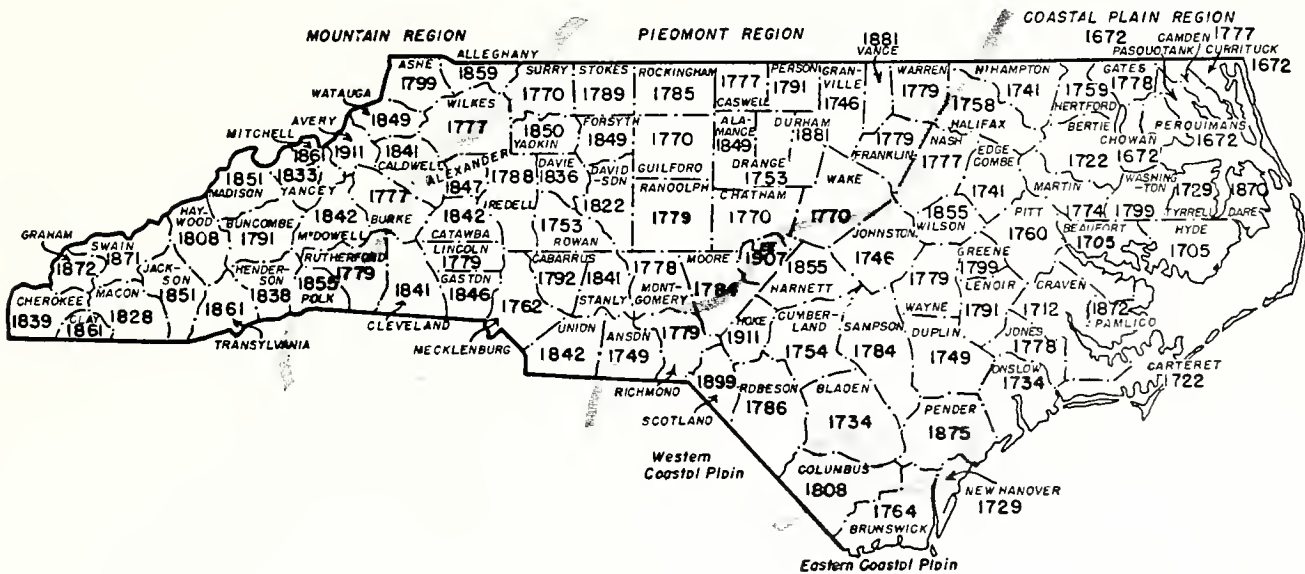 COASTAL PLAIN REGION
MOUNTAIN REGION
PIEDMONT REGION
1881
VANCE
1672
CAMDEN 1777
PASQUOTANK/ CURRITUCK
1672
ALLEGHANY
ASHE
1799
1859
SURRY
1770
STOKES
1789
ROCKINGHAM
1785
1777
CASWELL
PERSON
1791
GRAN-
VILLE
1746
WARREN
1779
N'HAMPTON
1741
GATES
1778
1759
HERTFORD
WATAUGA
1849
WILKES
1777
1850
YADKIN
FORSYTH
1849
1770
GUILFORD
ALA-
MANCE
1849
DURHAM
1881
1779
FRANKLIN
1758
HALIFAX
NASH
1777
EDGE
COMBE
1741
BERTIE
1722
CHOWAN
1672
PERQUIMANS
1672
AVERY
1911
MITCHELL
1861
1841
CALDWELL
ALEXANDER
1847
1788
IREDELL
DAVIE
1836
DAVID
-SON
1822
RANOOLPH
1779
DRANGE
1753
CHATHAM
1770
WAKE
1770
MARTIN
1774
WASHING-
-TON
1799
1729
TYRRELL
1870
DARE
1851
MADISON
1833
YANCEY
1777
BURKE
1842
CATAWBA
1753
ROWAN
JOHNSTON
1746
1855
WILSON
PITT
1760
BEAUFORT
1705
HYDE
1705
HAY-
WOOD
1808
BUNCOMBE
1791
1842
McDOWELL
LINCOLN
1779
CABARRUS
1792
1841
STANLY
1778
MONT-
GOMERY
MOORE
1784
1907
1855
HARNETT
1779
WAYNE
GREENE
1799
LENOIR
1791
CRAVEN
1712
1872
PAMLICO
GRAHAM
1872
SWAIN
1871
JACK-
SON
1851
HENDER-
SON
1838
RUTHERFORD
1779
1855
POLK
1841
CLEVELAND
GASTON
1846
1762
MECKLENBURG
CHEROKEE
1839
MACON
1828
CLAY
1861
1861
TRANSYLVANIA
UNION
1842
ANSDN
1749
1779
RICHMOND
HOKE
1911
CUMBER-
LAND
1754
SAMPSON
1784
DUPLIN
1749
JONES
1778
ONSLOW
1734
CARTERET
1722
1899
SCOTLAND
RDBESON
1786
BLADEN
1734
PENDER
1875
Western
Coastal Plain
COLUMBUS
1808
NEW HANOVER
1729
1764
BRUNSWICK
Eastern Coastal Plain